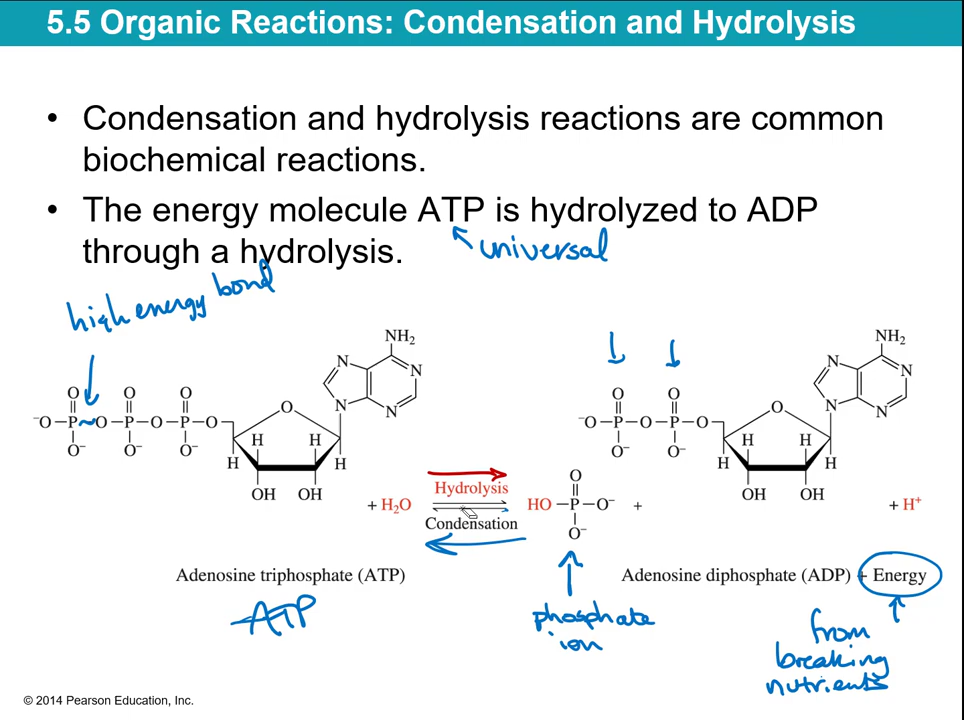 5.5 Organic Reactions: Condensation and Hydrolysis
• Condensation and hydrolysis reactions are common
biochemical reactions.
• The energy molecule ATP is hydrolyzed to ADP
through a hydrolysis.
universal
high energy bond
NH₂ NH₂
N N N N
O O O O O
⁻O—P~O—P—O—P—O O N N ⁻O—P—O—P—O O N N
O⁻ O⁻ O⁻ H H O⁻ O⁻ H H
H H H H
OH OH Hydrolysis O OH OH
+ H₂O HO—P—O⁻ + + H⁺
Condensation
O⁻
Adenosine triphosphate (ATP) Adenosine diphosphate (ADP) + Energy
ATP
phosphate
ion
from
breaking
nutrients
© 2014 Pearson Education, Inc.